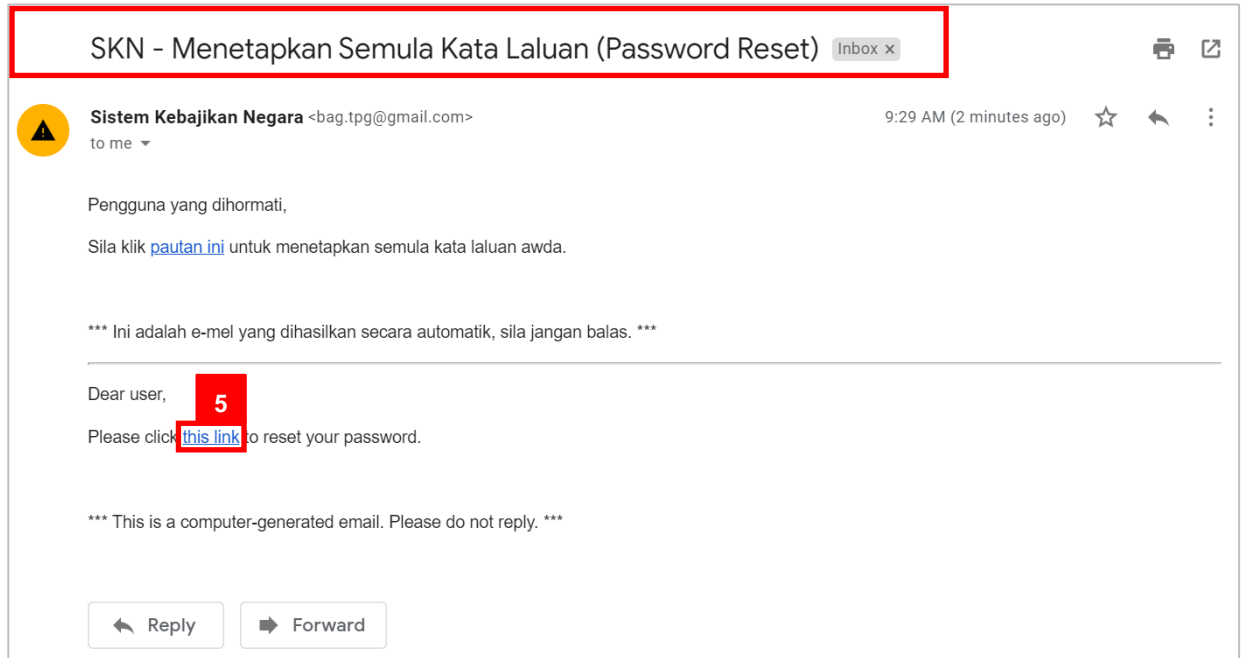 SKN - Menetapkan Semula Kata Laluan (Password Reset) Inbox x
Sistem Kebajikan Negara <bag.tpg@gmail.com> 9:29 AM (2 minutes ago)
to me
Pengguna yang dihormati,
Sila klik pautan ini untuk menetapkan semula kata laluan awda.
*** Ini adalah e-mel yang dihasilkan secara automatik, sila jangan balas. ***
Dear user,
5
Please click this link to reset your password.
*** This is a computer-generated email. Please do not reply. ***
Reply Forward